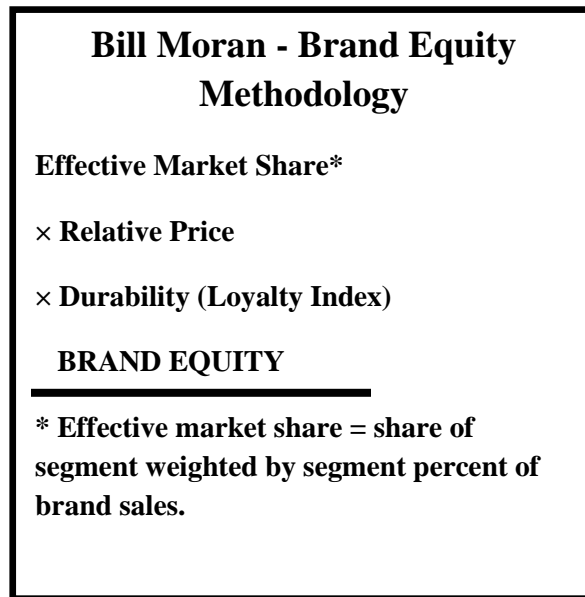 Bill Moran - Brand Equity
Methodology
Effective Market Share*
× Relative Price
× Durability (Loyalty Index)
BRAND EQUITY
* Effective market share = share of
segment weighted by segment percent of
brand sales.